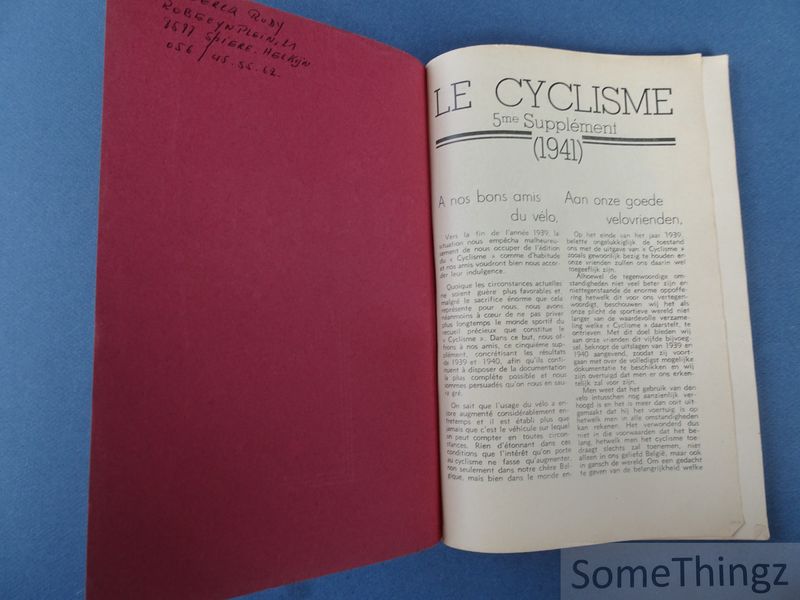 RUDY
ROBECYNPLEIN, 21
SPIERE-HELKIJN
056 / 45.55.62.
LE CYCLISME
5me Supplément
(1941)
A nos bons amis
du vélo,
Vers la fin de l'année 1939, la
situation nous empêcha malheureu-
sement de nous occuper de l'édition
du « Cyclisme » comme d'habitude
et nos amis voudront bien nous accor-
der leur indulgence.
Quoique les circonstances actuelles
ne soient guère plus favorables et
malgré le sacrifice énorme que cela
représente pour nous, nous avons
néanmoins à cœur de ne pas priver
plus longtemps le monde sportif du
recueil précieux que constitue le
« Cyclisme ». Dans ce but, nous of-
frons à nos amis, ce cinquième sup-
plément, concrétisant les résultats
de 1939 et 1940, afin qu'ils conti-
nuent à disposer de la documentation
la plus complète possible et nous
sommes persuadés qu'on nous en sau-
ra gré.
On sait que l'usage du vélo a en-
core augmenté considérablement en-
tretemps et il est établi plus que
jamais que c'est le véhicule sur lequel
on peut compter en toutes circon-
stances. Rien d'étonnant dans ces
conditions que l'intérêt qu'on porte
au cyclisme ne fasse qu'augmenter,
non seulement dans notre chère Bel-
gique, mais bien dans le monde en-
Aan onze goede
velovrienden,
Op het einde van het jaar 1939,
belette ongelukkiglijk de toestand
ons met de uitgave van « Cyclisme »
zooals gewoonlijk bezig te houden en
onze vrienden zullen ons daarin wel
toegeeflijk zijn.
Alhoewel de tegenwoordige om-
standigheden niet veel beter zijn en
niettegenstaande de enorme opoffe-
ring hetwelk dit voor ons vertegen-
woordigt, beschouwen wij het als
onze plicht de sportieve wereld niet
langer van de waardevolle verzame-
ling welke « Cyclisme » daarstelt, te
ontrooven. Met dit doel bieden wij
aan onze vrienden dit vijfde bijvoeg-
sel, beknopt de uitslagen van 1939 en
1940 aangevend, zoodat zij voort-
gaan met over de volledigst mogelijke
dokumentatie te beschikken en wij
zijn overtuigd dat men er ons erken-
telijk zal voor zijn.
Men weet dat het gebruik van den
velo intusschen nog aanzienlijk ver-
hoogd is en het is meer dan ooit uit-
gemaakt dat hij het voertuig is op
hetwelk men in alle omstandigheden
kan rekenen. Het verwonderd dus
niet in die voorwaarden dat het be-
lang, hetwelk men het cyclisme toe-
draagt slechts zal toenemen, niet
alleen in ons geliefd België, maar ook
in gansch de wereld. Om een gedacht
te geven van de belangrijkheid welke
SomeThingz